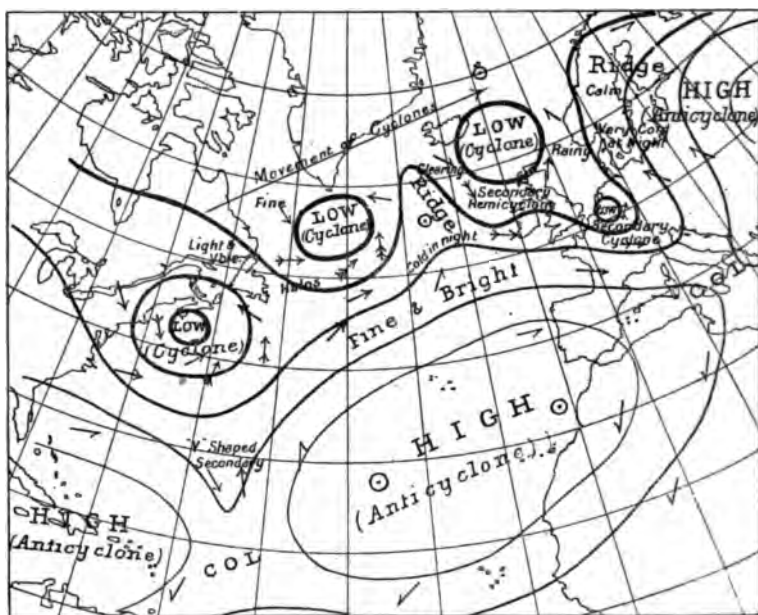 Ridge
Calm
HIGH
(Anticyclone)
Very Cold
at Night
LOW
(Cyclone)
Rainy
Movement of Cyclones
Clearing
Secondary
Hemicyclone
Ridge
Fine
LOW
(Cyclone)
Secondary
Cyclone
Light &
Vble.
Halos
Cold in night
COL
Fine & Bright
LOW
(Cyclone)
HIGH
(Anticyclone)
V Shaped
Secondary
HIGH
(Anticyclone)
COL